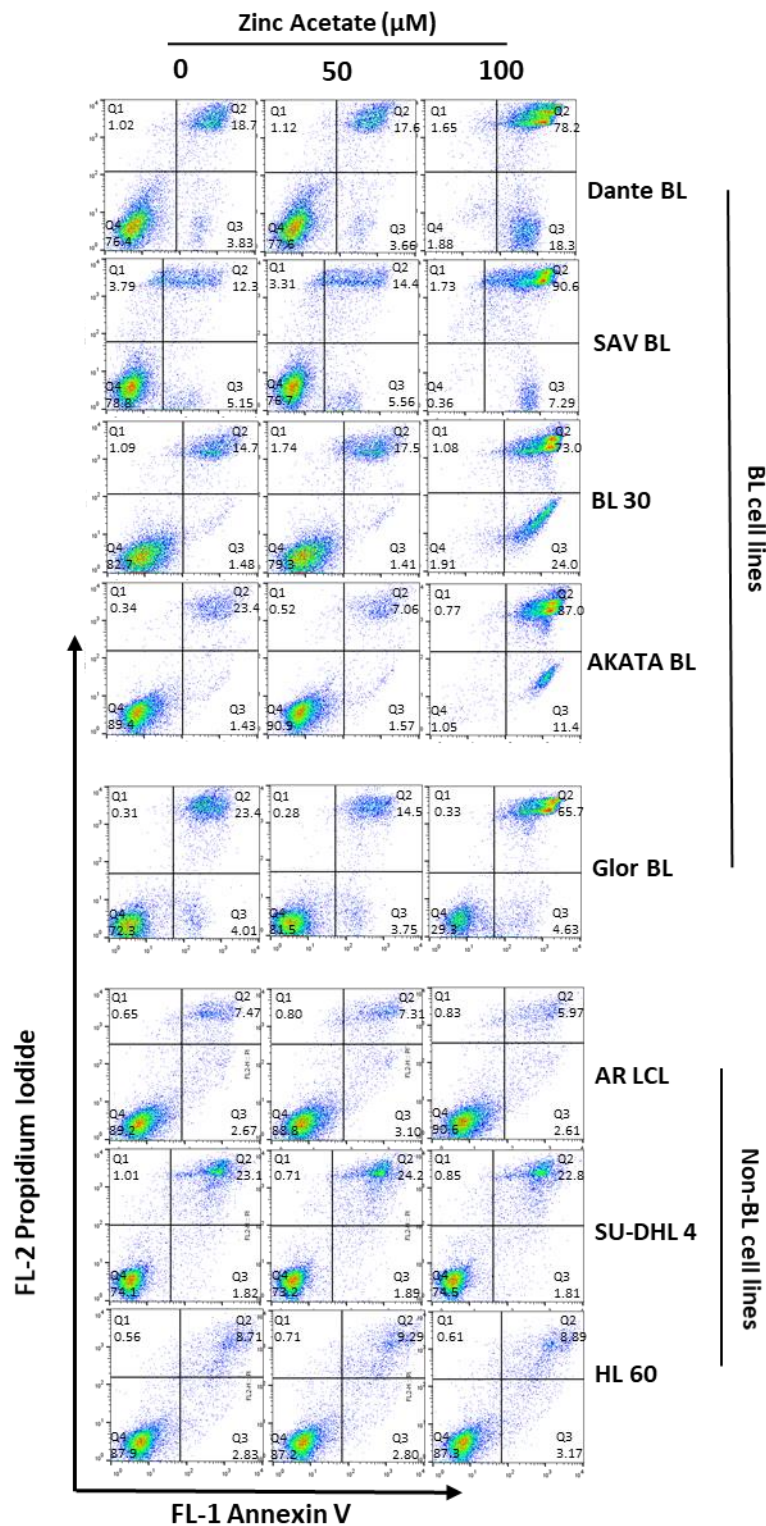 Zinc Acetate (µM)
0 50 100
Q1 Q2 Q1 Q2 Q1 Q2
1.02 18.7 1.12 17.6 1.65 78.2
Dante BL
Q4 Q3 Q4 Q3 Q4 Q3
76.4 3.83 77.6 3.66 1.88 18.3
Q1 Q2 Q1 Q2 Q1 Q2
3.79 12.3 3.31 14.4 1.73 90.6
SAV BL
Q4 Q3 Q4 Q3 Q4 Q3
78.8 5.15 76.7 5.56 0.36 7.29
Q1 Q2 Q1 Q2 Q1 Q2
1.09 14.7 1.74 17.5 1.08 73.0
BL 30
Q4 Q3 Q4 Q3 Q4 Q3
82.7 1.48 79.3 1.41 1.91 24.0
Q1 Q2 Q1 Q2 Q1 Q2
0.34 23.4 0.52 7.06 0.77 87.0
AKATA BL
Q4 Q3 Q4 Q3 Q4 Q3
89.4 1.43 90.9 1.57 1.05 11.4
Q1 Q2 Q1 Q2 Q1 Q2
0.31 23.4 0.28 14.5 0.33 65.7
Glor BL
Q4 Q3 Q4 Q3 Q4 Q3
72.3 4.01 81.5 3.75 29.3 4.63
BL cell lines
Q1 Q2 Q1 Q2 Q1 Q2
0.65 7.47 0.80 7.31 0.83 5.97
AR LCL
Q4 Q3 Q4 Q3 Q4 Q3
89.2 2.67 88.8 3.10 90.6 2.61
Q1 Q2 Q1 Q2 Q1 Q2
1.01 23.1 0.71 24.2 0.85 22.8
SU-DHL 4
Q4 Q3 Q4 Q3 Q4 Q3
74.1 1.82 73.2 1.89 74.5 1.81
Q1 Q2 Q1 Q2 Q1 Q2
0.56 8.71 0.71 9.29 0.61 8.89
HL 60
Q4 Q3 Q4 Q3 Q4 Q3
87.9 2.83 87.2 2.80 87.3 3.17
Non-BL cell lines
FL-2 Propidium Iodide
FL-1 Annexin V